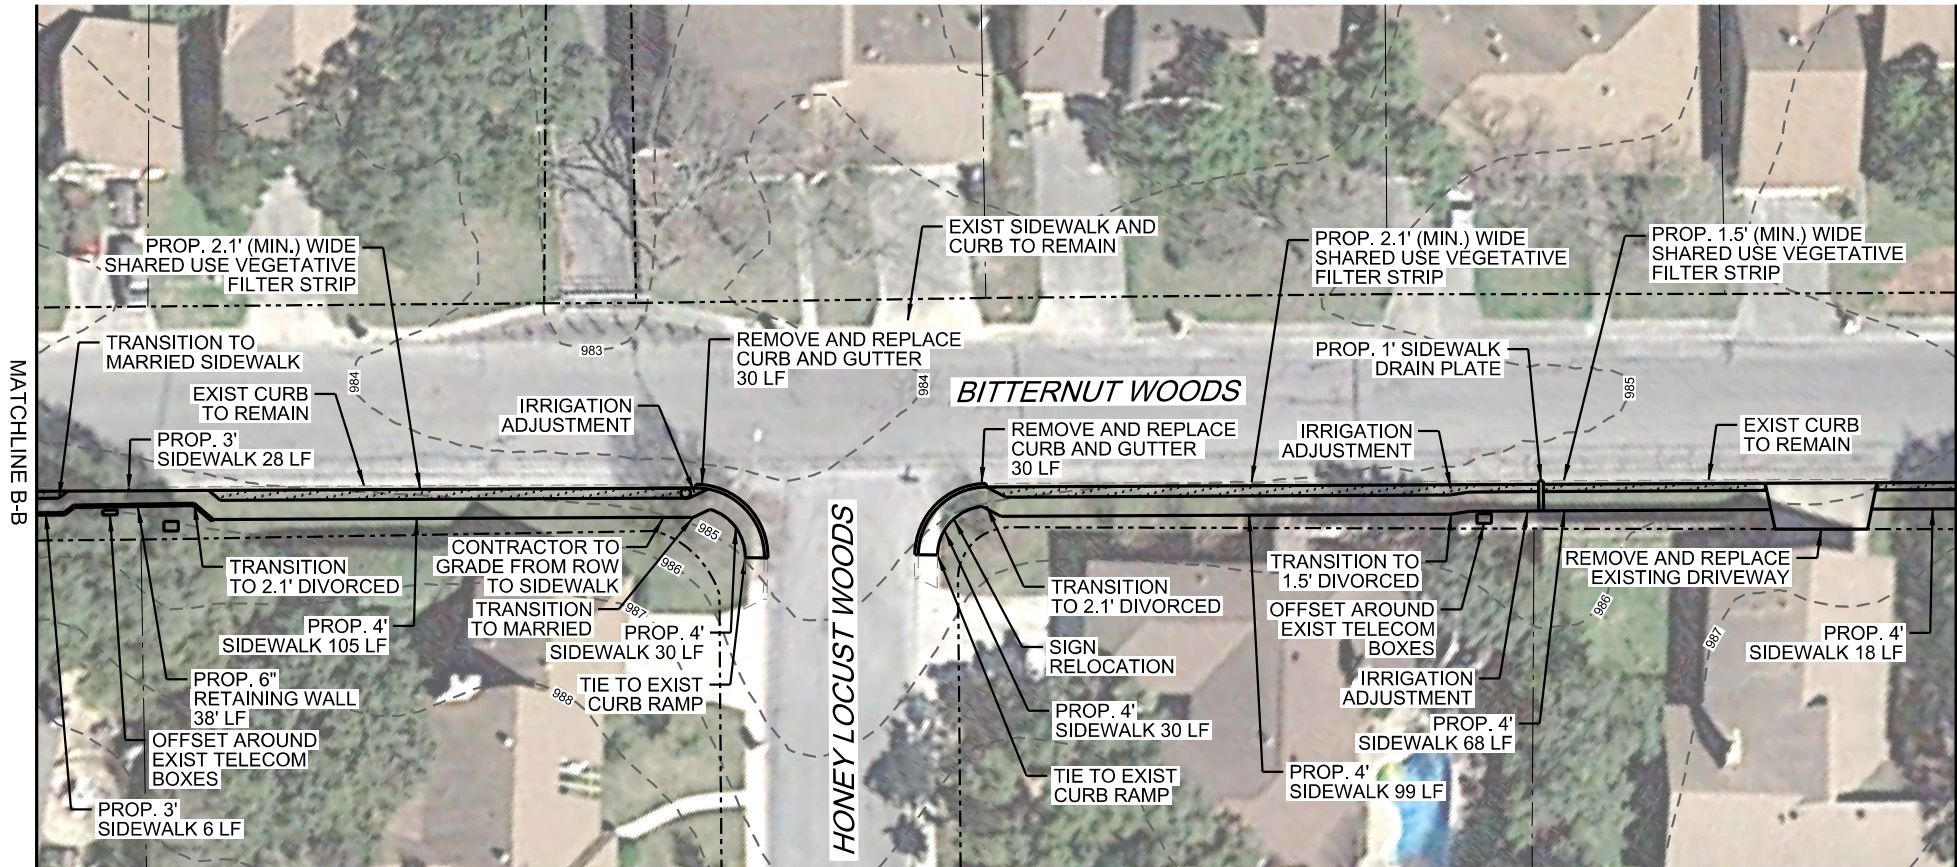 MATCHLINE B-B
PROP. 2.1' (MIN.) WIDE
SHARED USE VEGETATIVE
FILTER STRIP
EXIST SIDEWALK AND
CURB TO REMAIN
PROP. 2.1' (MIN.) WIDE
SHARED USE VEGETATIVE
FILTER STRIP
PROP. 1.5' (MIN.) WIDE
SHARED USE VEGETATIVE
FILTER STRIP
TRANSITION TO
MARRIED SIDEWALK
983
REMOVE AND REPLACE
CURB AND GUTTER
30 LF
PROP. 1' SIDEWALK
DRAIN PLATE
984
984
985
BITTERNUT WOODS
EXIST CURB
TO REMAIN
IRRIGATION
ADJUSTMENT
REMOVE AND REPLACE
CURB AND GUTTER
30 LF
IRRIGATION
ADJUSTMENT
EXIST CURB
TO REMAIN
PROP. 3'
SIDEWALK 28 LF
HONEY LOCUST WOODS
985
986
987
988
986
987
TRANSITION
TO 2.1' DIVORCED
CONTRACTOR TO
GRADE FROM ROW
TO SIDEWALK
TRANSITION
TO MARRIED
PROP. 4'
SIDEWALK 105 LF
PROP. 4'
SIDEWALK 30 LF
TIE TO EXIST
CURB RAMP
PROP. 6"
RETAINING WALL
38' LF
OFFSET AROUND
EXIST TELECOM
BOXES
PROP. 3'
SIDEWALK 6 LF
TRANSITION
TO 2.1' DIVORCED
SIGN
RELOCATION
PROP. 4'
SIDEWALK 30 LF
TIE TO EXIST
CURB RAMP
TRANSITION TO
1.5' DIVORCED
OFFSET AROUND
EXIST TELECOM
BOXES
IRRIGATION
ADJUSTMENT
PROP. 4'
SIDEWALK 68 LF
PROP. 4'
SIDEWALK 99 LF
REMOVE AND REPLACE
EXISTING DRIVEWAY
PROP. 4'
SIDEWALK 18 LF